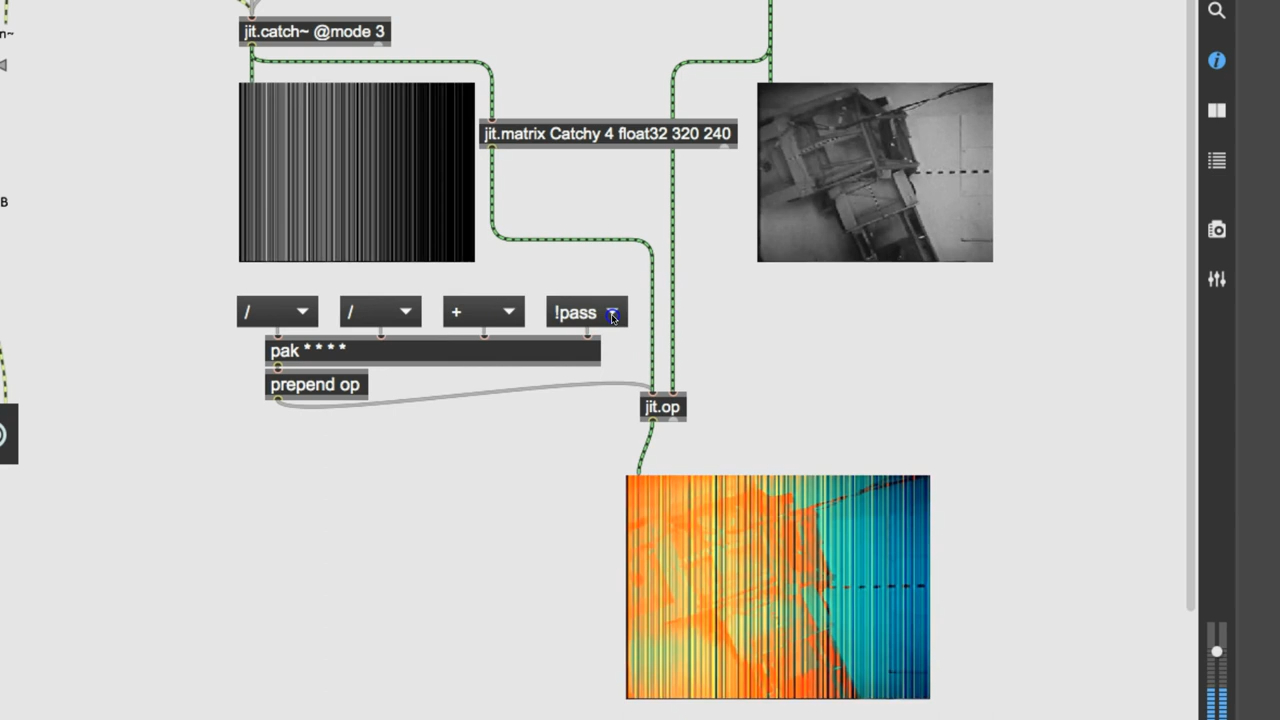 n~
jit.catch~ @mode 3
jit.matrix Catchy 4 float32 320 240
B
/
/
+
!pass
pak * * * *
prepend op
jit.op